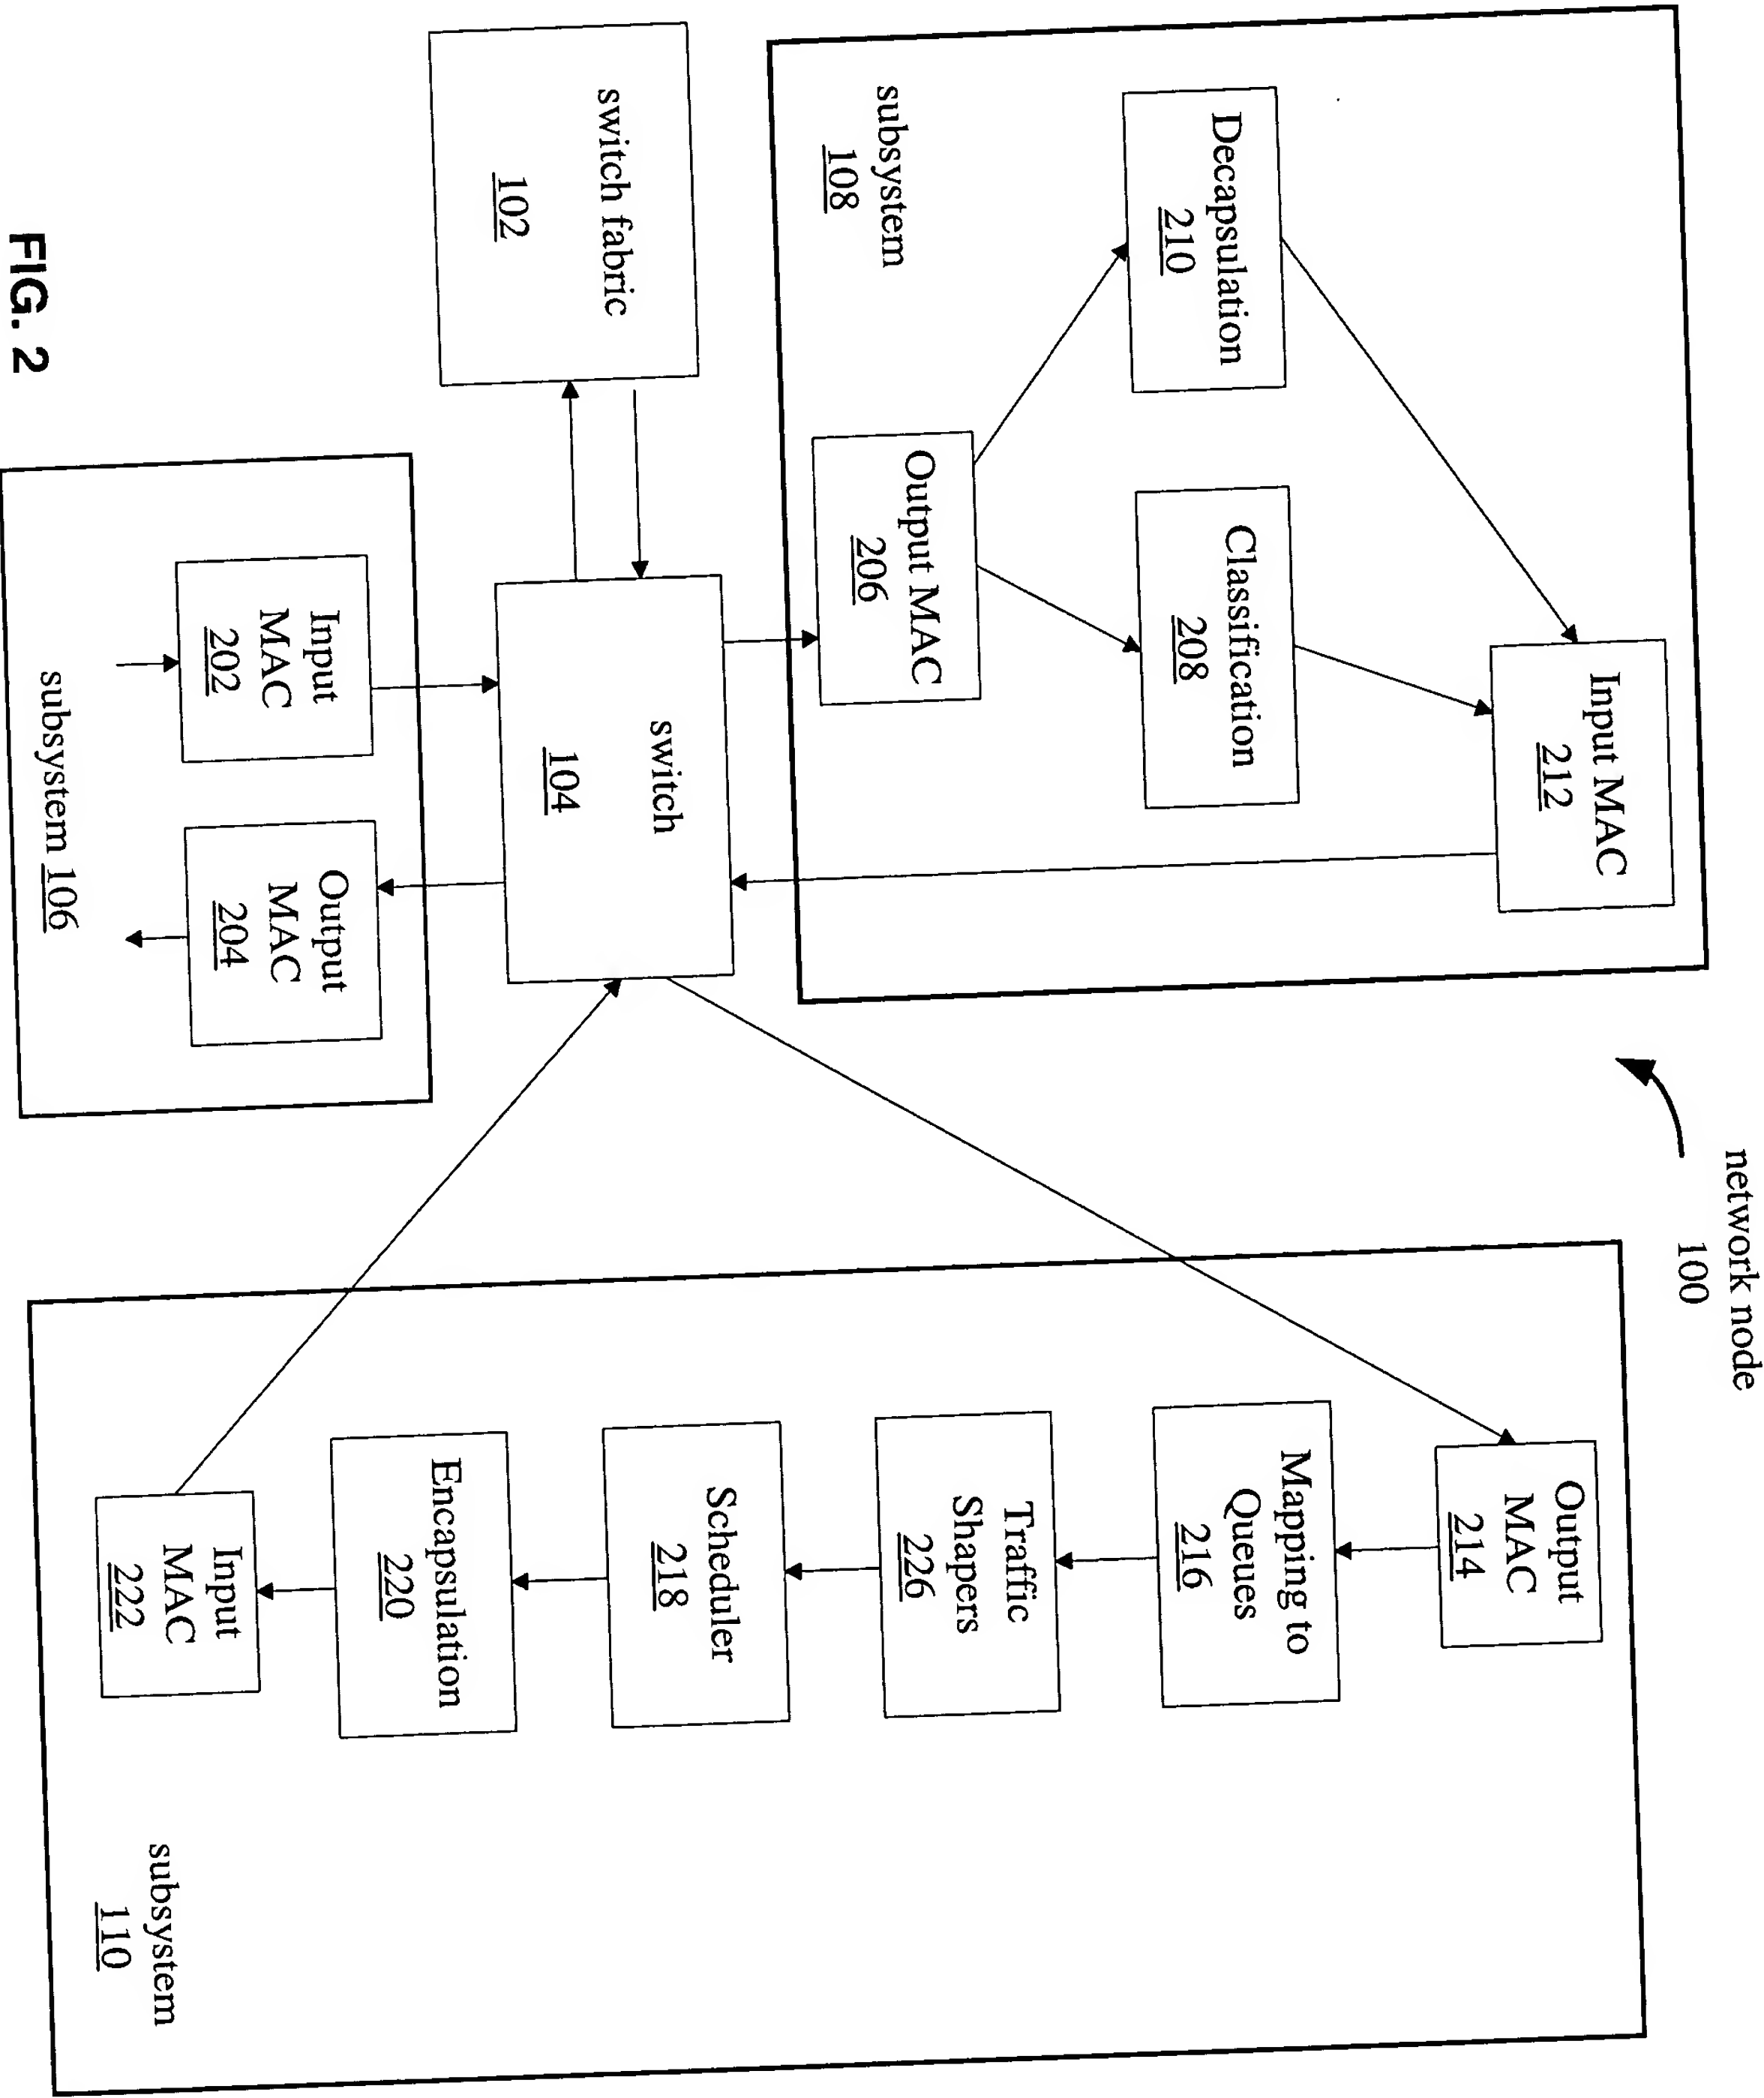 network node
100
Input MAC
212
Decapsulation
210
Classification
208
Output MAC
206
subsystem
108
switch fabric
102
switch
104
Input
MAC
202
Output
MAC
204
subsystem 106
Output
MAC
214
Mapping to
Queues
216
Traffic
Shapers
226
Scheduler
218
Encapsulation
220
Input
MAC
222
subsystem
110
FIG. 2